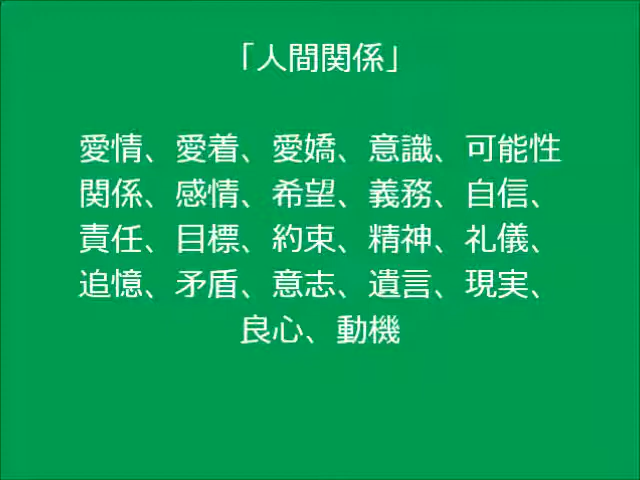 「人間関係」
愛情、愛着、愛嬌、意識、可能性
関係、感情、希望、義務、自信、
責任、目標、約束、精神、礼儀、
追憶、矛盾、意志、遺言、現実、
良心、動機